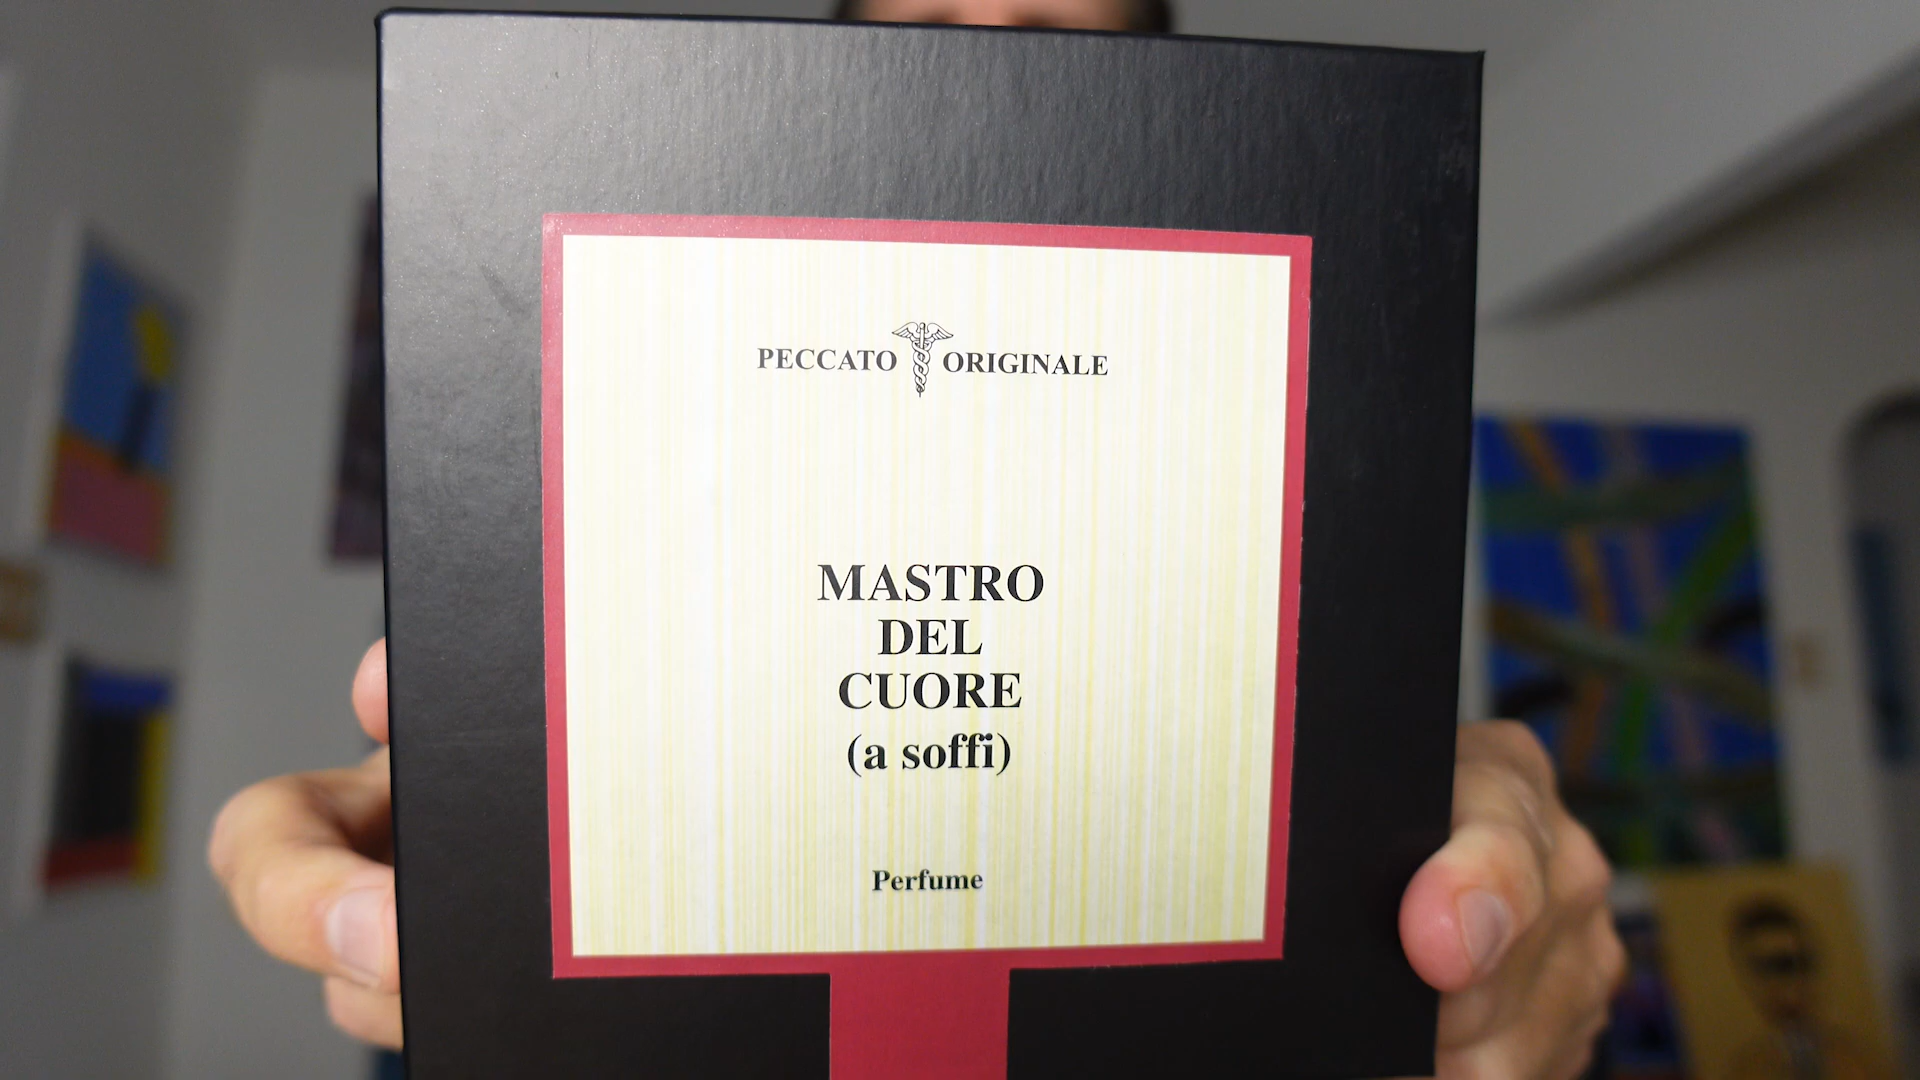 PECCATO ORIGINALE
MASTRO
DEL
CUORE
(a soffi)
Perfume